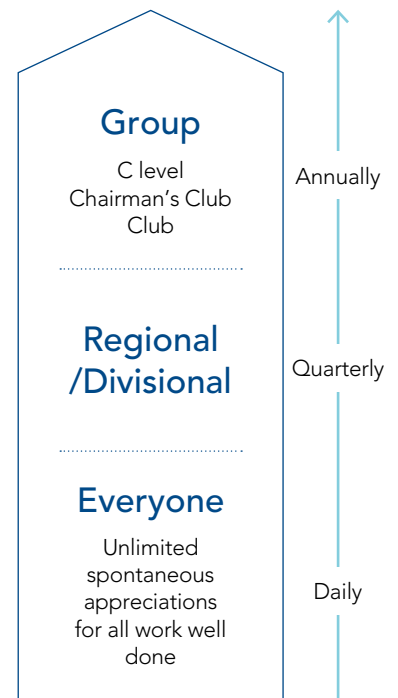 Group
C level
Chairman's Club
Club
Annually
Regional
/Divisional
Quarterly
Everyone
Unlimited
spontaneous
appreciations
for all work well
done
Daily